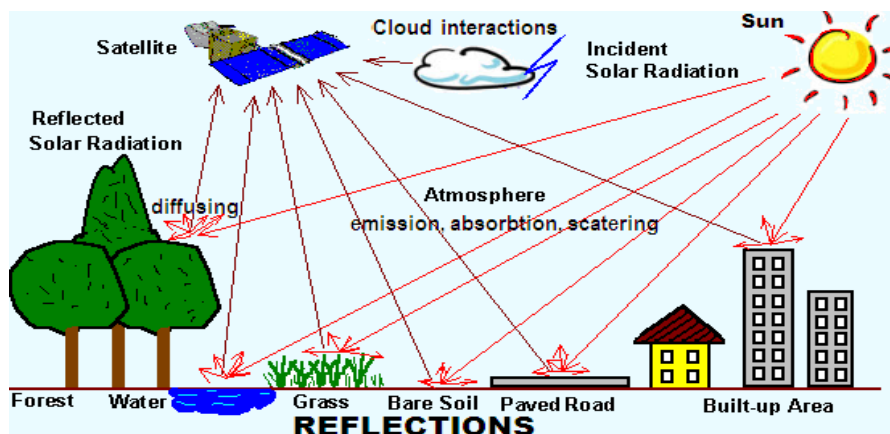 Sun
Cloud interactions
Satellite
Incident
Solar Radiation
Reflected
Solar Radiation
Atmosphere
diffusing
emission, absorbtion, scatering
Forest
Water
Grass
Bare Soil
Paved Road
Built-up Area
REFLECTIONS